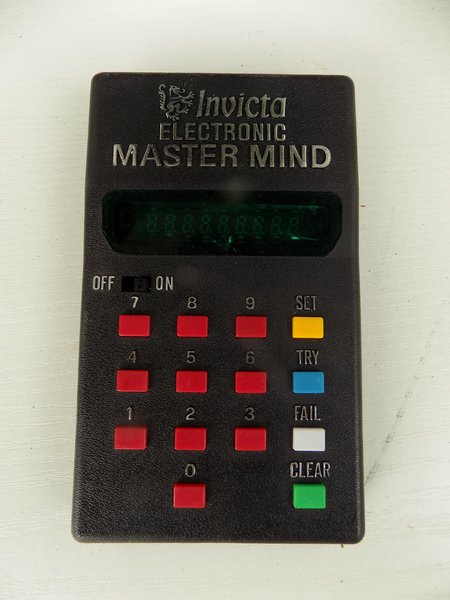 Invicta
ELECTRONIC
MASTER MIND
OFF ON
7 8 9 SET
4 5 6 TRY
1 2 3 FAIL
0 CLEAR